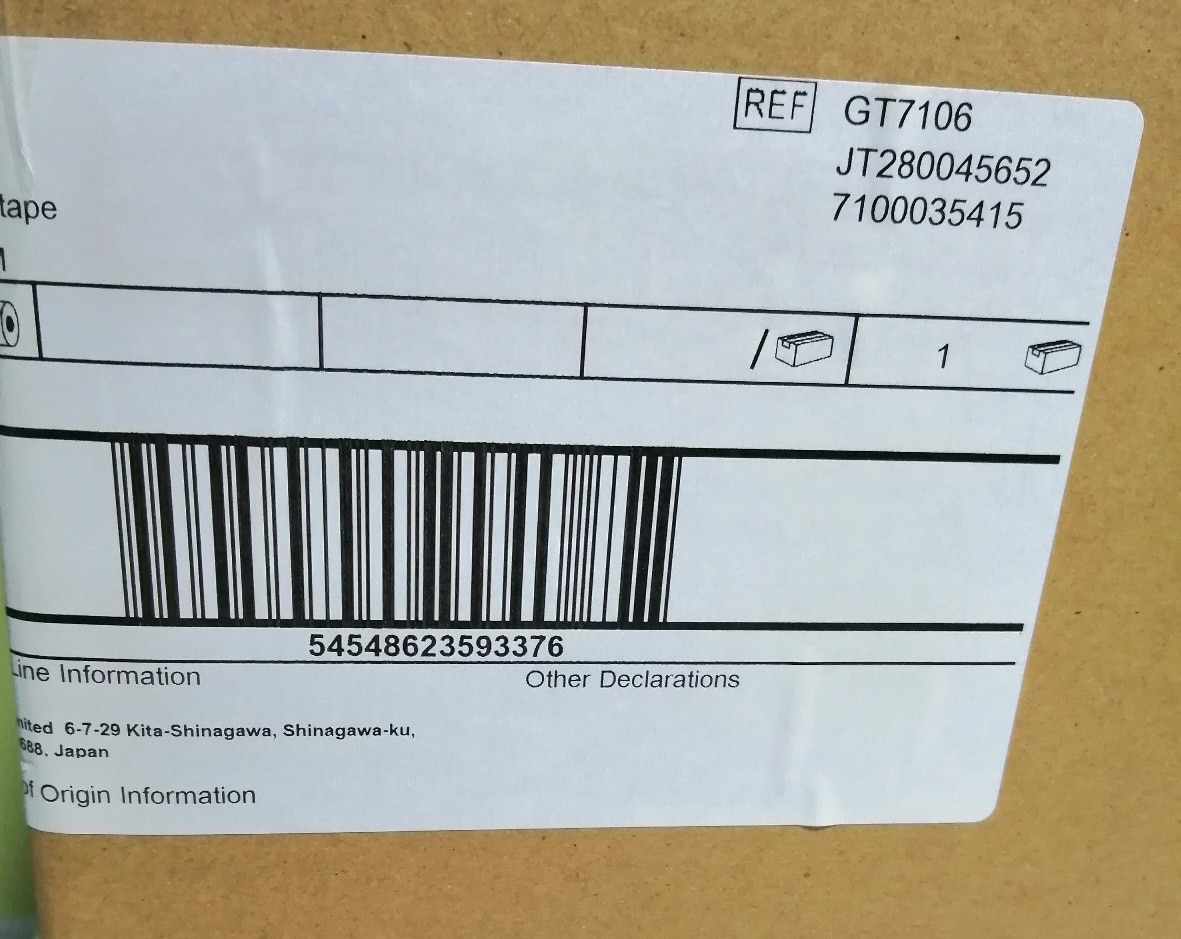 REF GT7106
JT280045652
7100035415
tape
/ 1
54548623593376
Line Information Other Declarations
6-7-29 Kita-Shinagawa, Shinagawa-ku,
688, Japan
of Origin Information